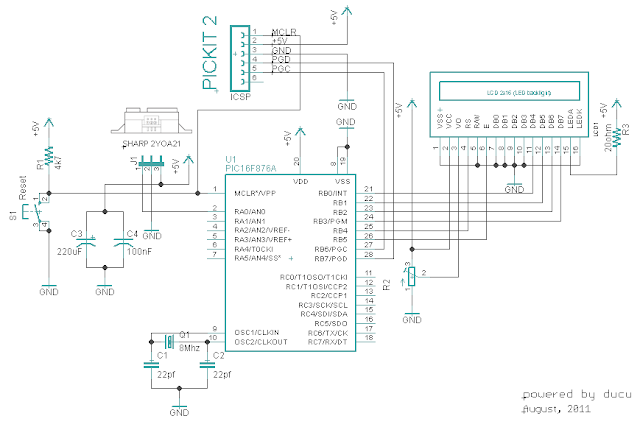 PICKIT 2
1
2
3
4
5
6
MCLR
+5V
GND
PGD
PGC
ICSP
+5V
GND
GND
+5V
+5V
R1
4k7
Reset
S1
GND
SHARP 2YOA21
J1
1
2
3
+5V
GND
C3
220uF
C4
100nF
GND
U1
PIC16F876A
+5V
20
VDD
8
19
VSS
1 MCLR*/VPP
2 RA0/AN0
3 RA1/AN1
4 RA2/AN2/VREF-
5 RA3/AN3/VREF+
6 RA4/T0CKI
7 RA5/AN4/SS*
9 OSC1/CLKIN
10 OSC2/CLKOUT
RB0/INT 21
RB1 22
RB2 23
RB3/PGM 24
RB4 25
RB5 26
RB6/PGC 27
RB7/PGD 28
RC0/T1OSO/T1CKI 11
RC1/T1OSI/CCP2 12
RC2/CCP1 13
RC3/SCK/SCL 14
RC4/SDI/SDA 15
RC5/SDO 16
RC6/TX/CK 17
RC7/RX/DT 18
Q1
8Mhz
C1
22pf
C2
22pf
GND
LCD 2x16 (LED backlight)
LCD1
VSS
VCC
VO
RS
RAW
E
DB0
DB1
DB2
DB3
DB4
DB5
DB6
DB7
LEDA
LEDK
1 2 3 4 5 6 7 8 9 10 11 12 13 14 15 16
GND
+5V
+5V
20ohm
R3
R2
3
2
1
GND
powered by ducu
August, 2011